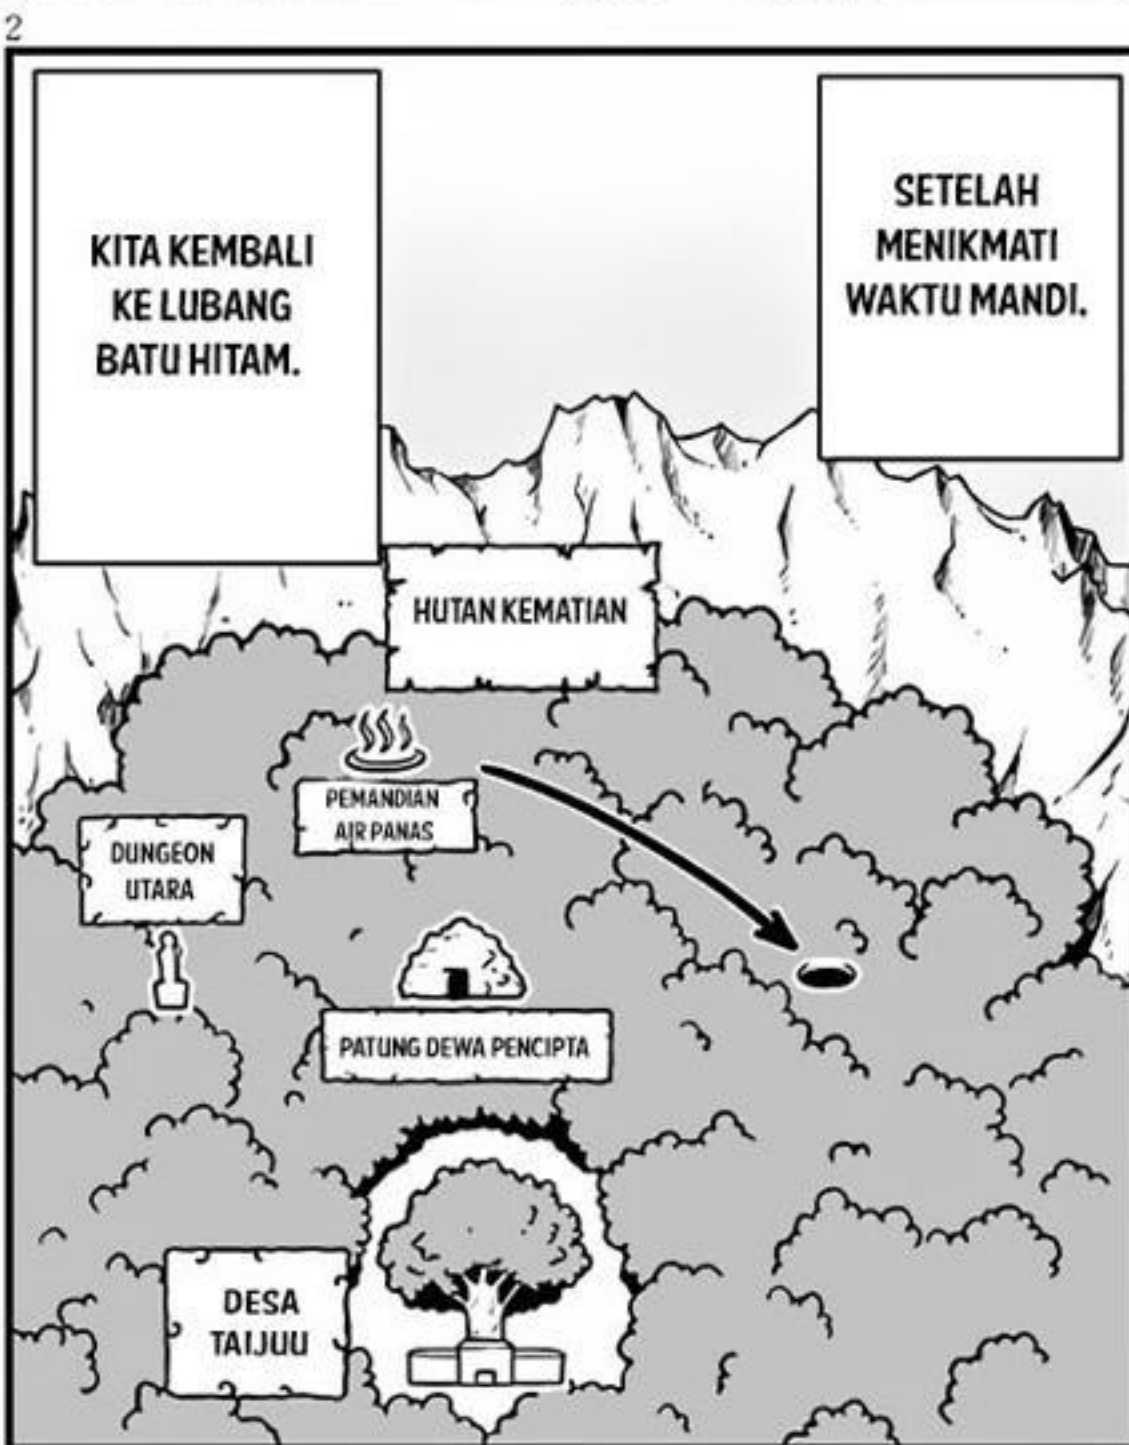 2
SETELAH
MENIKMATI
WAKTU MANDI.
KITA KEMBALI
KE LUBANG
BATU HITAM.
HUTAN KEMATIAN
PEMANDIAN
AIR PANAS
DUNGEON
UTARA
PATUNG DEWA PENCIPTA
DESA
TAIJUU